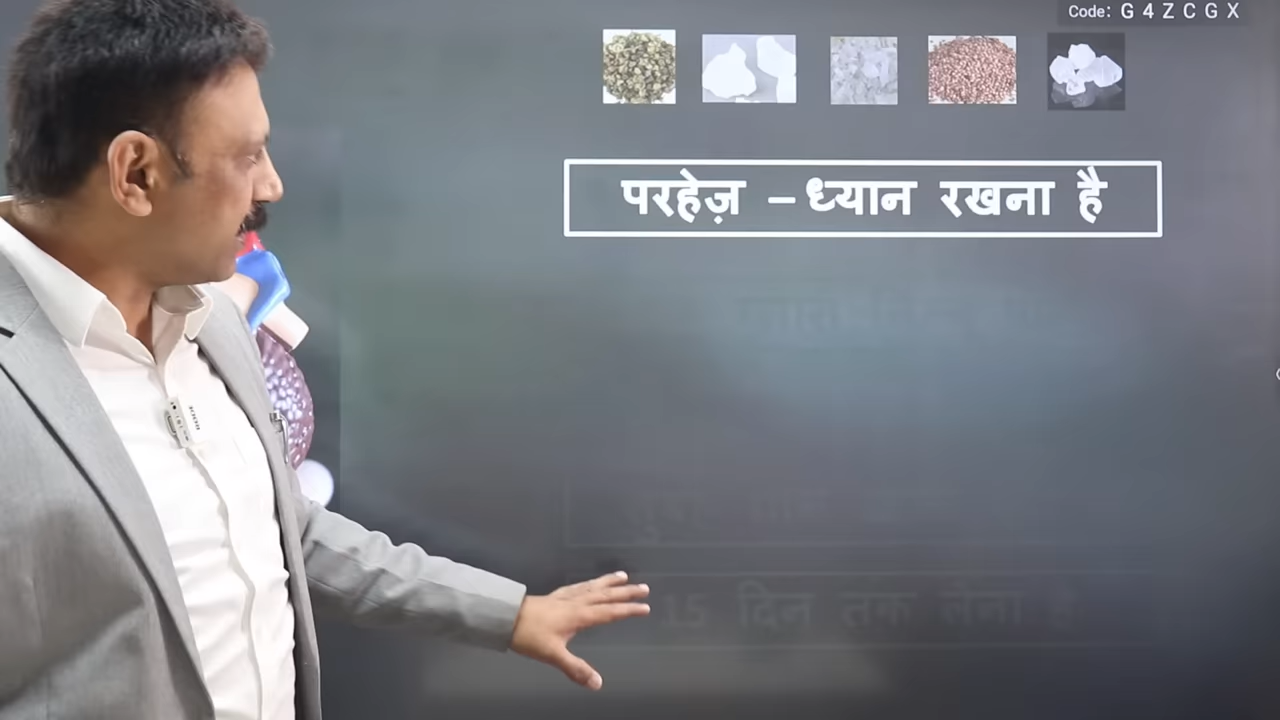 Code: G 4 Z C G X
परहेज़ – ध्यान रखना है
15 दिन तक लेना है